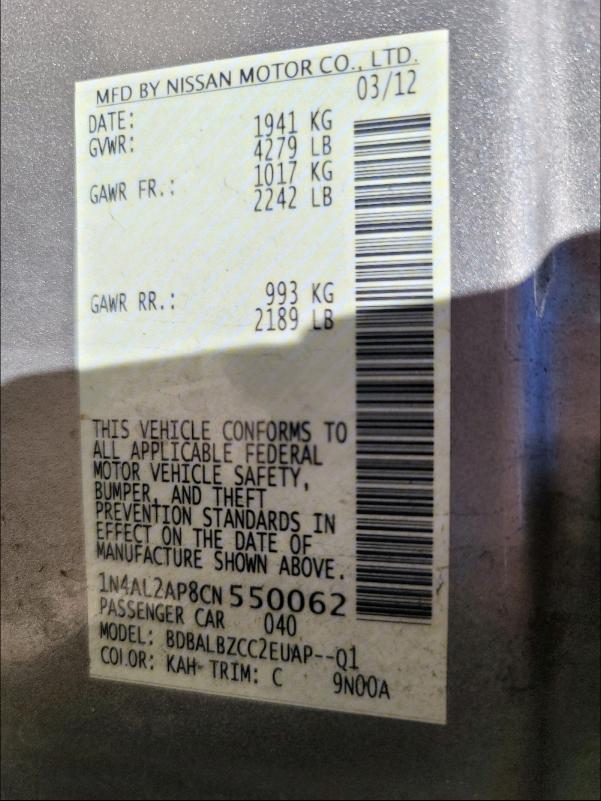 MFD BY NISSAN MOTOR CO., LTD.
03/12
DATE:
GVWR: 1941 KG
4279 LB
GAWR FR.: 1017 KG
2242 LB
GAWR RR.: 993 KG
2189 LB
THIS VEHICLE CONFORMS TO
ALL APPLICABLE FEDERAL
MOTOR VEHICLE SAFETY,
BUMPER, AND THEFT
PREVENTION STANDARDS IN
EFFECT ON THE DATE OF
MANUFACTURE SHOWN ABOVE.
1N4AL2AP8CN550062
PASSENGER CAR 040
MODEL: BDBALBZCC2EUAP--Q1
COLOR: KAH TRIM: C 9N00A